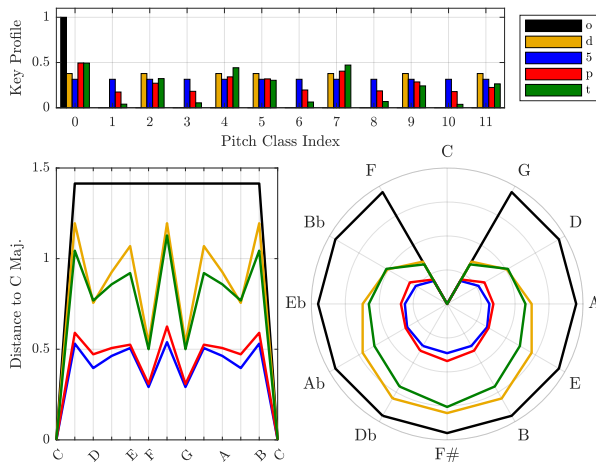 Key Profile
1
0.5
0
0 1 2 3 4 5 6 7 8 9 10 11
Pitch Class Index
o
d
5
p
t
Distance to C Maj.
1.5
1
0.5
0
C D E F G A B C
C
G
D
A
E
B
F#
Db
Ab
Eb
Bb
F